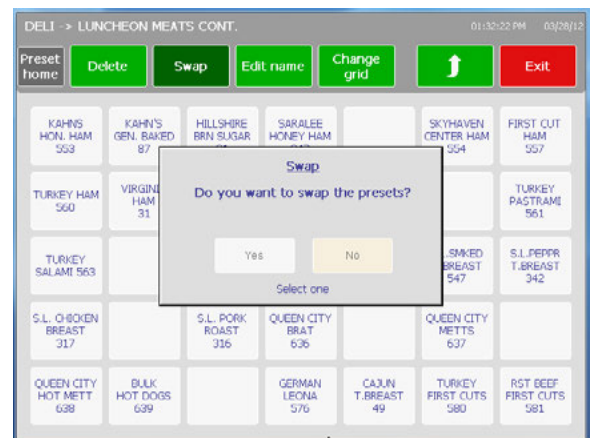 DELI -> LUNCHEON MEATS CONT.
01:32:22 PM 03/28/12
Preset
home
Delete
Swap
Edit name
Change
grid
Exit
KAHNS
HON. HAM
553
KAHN'S
GEN. BAKED
87
HILLSHIRE
BRN SUGAR
SARALEE
HONEY HAM
SKYHAVEN
CENTER HAM
554
FIRST CUT
HAM
557
Swap
Do you want to swap the presets?
Yes
No
Select one
TURKEY HAM
560
HAM
31
TURKEY
PASTRAMI
561
TURKEY
SALAMI 563
BREAST
547
S.L.PEPPR
T.BREAST
342
S.L. CHICKEN
BREAST
317
S.L. PORK
ROAST
316
QUEEN CITY
BRAT
636
QUEEN CITY
METTS
637
QUEEN CITY
HOT METT
638
BULK
HOT DOGS
639
GERMAN
LEONA
576
CAJUN
T.BREAST
49
TURKEY
FIRST CUTS
580
RST BEEF
FIRST CUTS
581